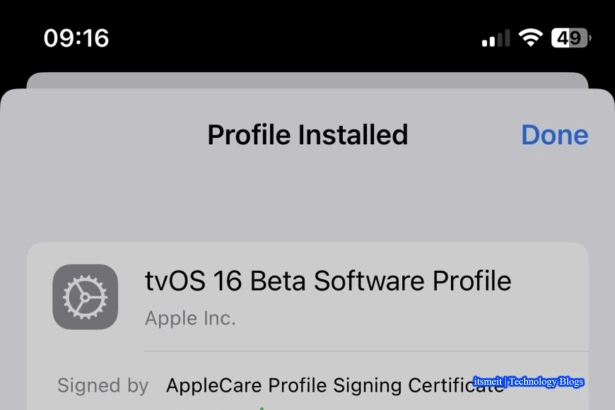 09:16
49
Profile Installed
Done
tvOS 16 Beta Software Profile
Apple Inc.
Signed by AppleCare Profile Signing Certificate
itsmeit | Technology Blogs